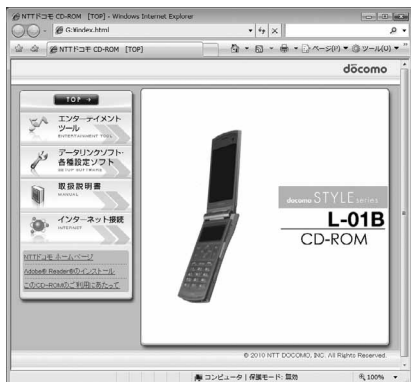 NTTドコモ CD-ROM [TOP] - Windows Internet Explorer
G:¥index.html
NTTドコモ CD-ROM [TOP]
ページ(P) ツール(O)
docomo
TOP
エンターテイメント
ツール
ENTERTAINMENT TOOL
データリンクソフト・
各種設定ソフト
SETUP SOFTWARE
取扱説明書
MANUAL
インターネット接続
INTERNET
NTTドコモ ホームページ
Adobe® Reader®のインストール
このCD-ROMのご利用にあたって
docomo STYLE series
L-01B
CD-ROM
© 2010 NTT DOCOMO, INC. All Rights Reserved.
コンピュータ | 保護モード: 無効
100%